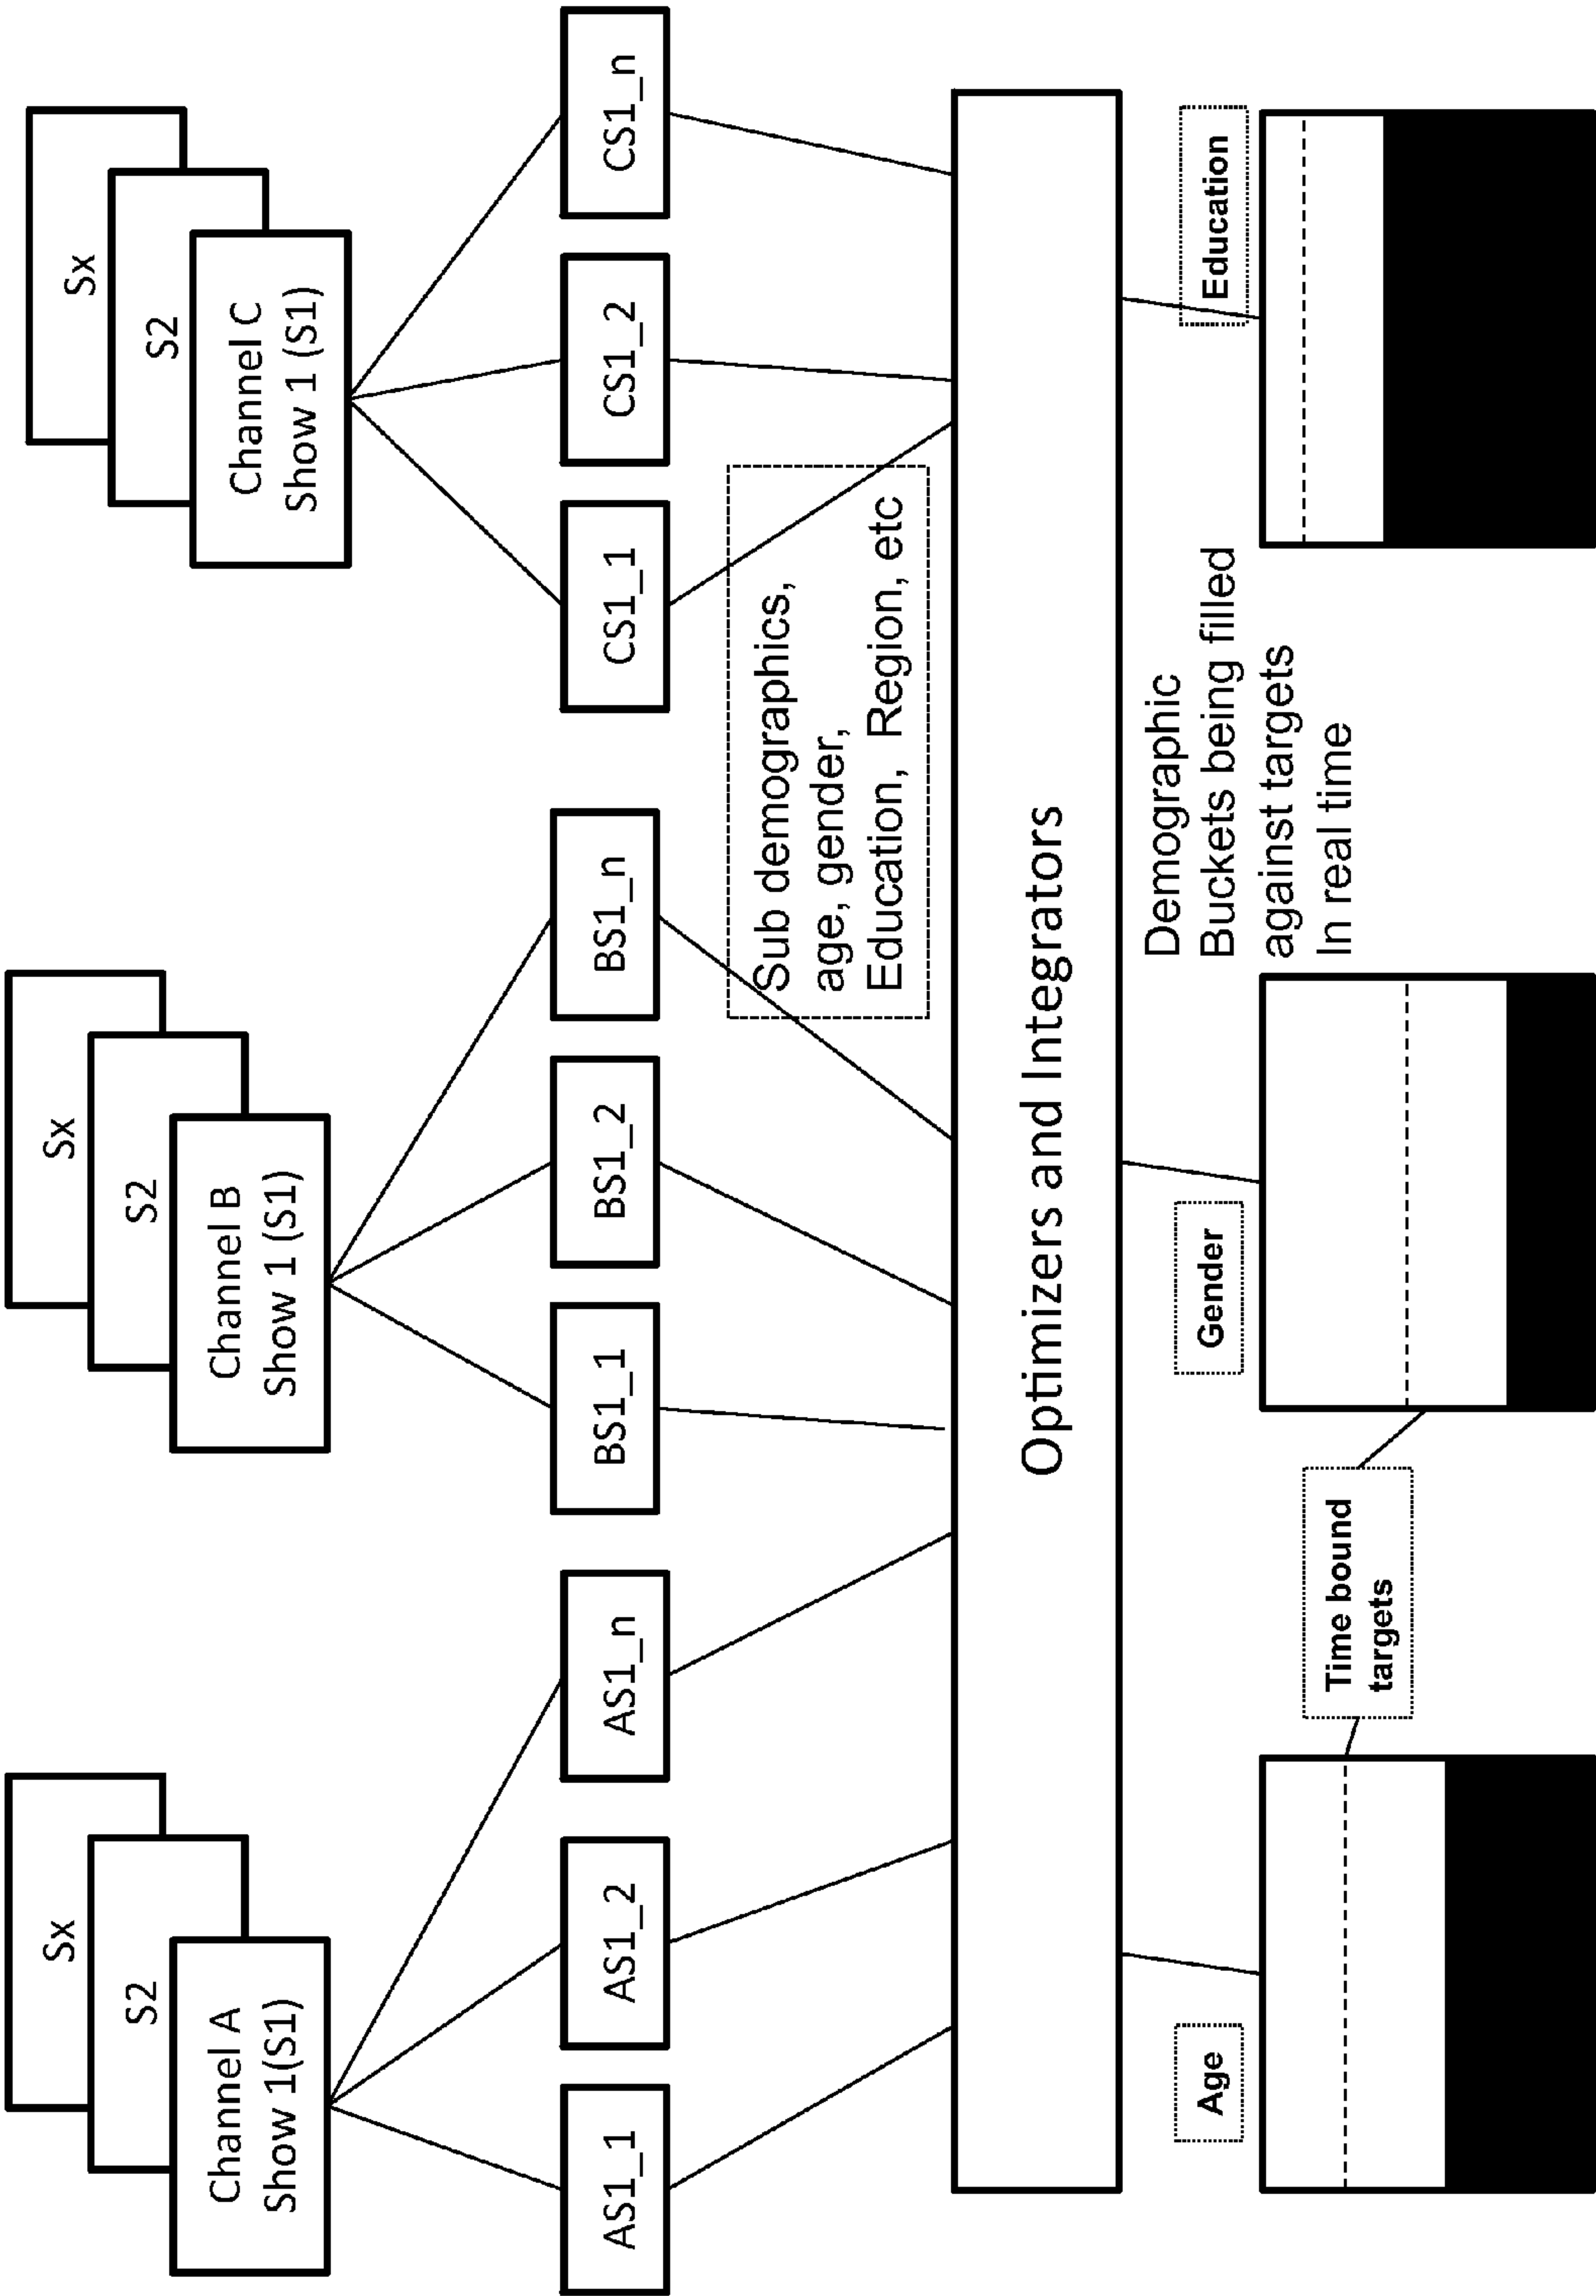 Sx
S2
Channel A
Show 1(S1)
Sx
S2
Channel B
Show 1 (S1)
Sx
S2
Channel C
Show 1 (S1)
AS1_1
AS1_2
AS1_n
BS1_1
BS1_2
BS1_n
CS1_1
CS1_2
CS1_n
Sub demographics,
age, gender,
Education, Region, etc
Optimizers and Integrators
Age
Gender
Demographic
Buckets being filled
against targets
In real time
Education
Time bound
targets